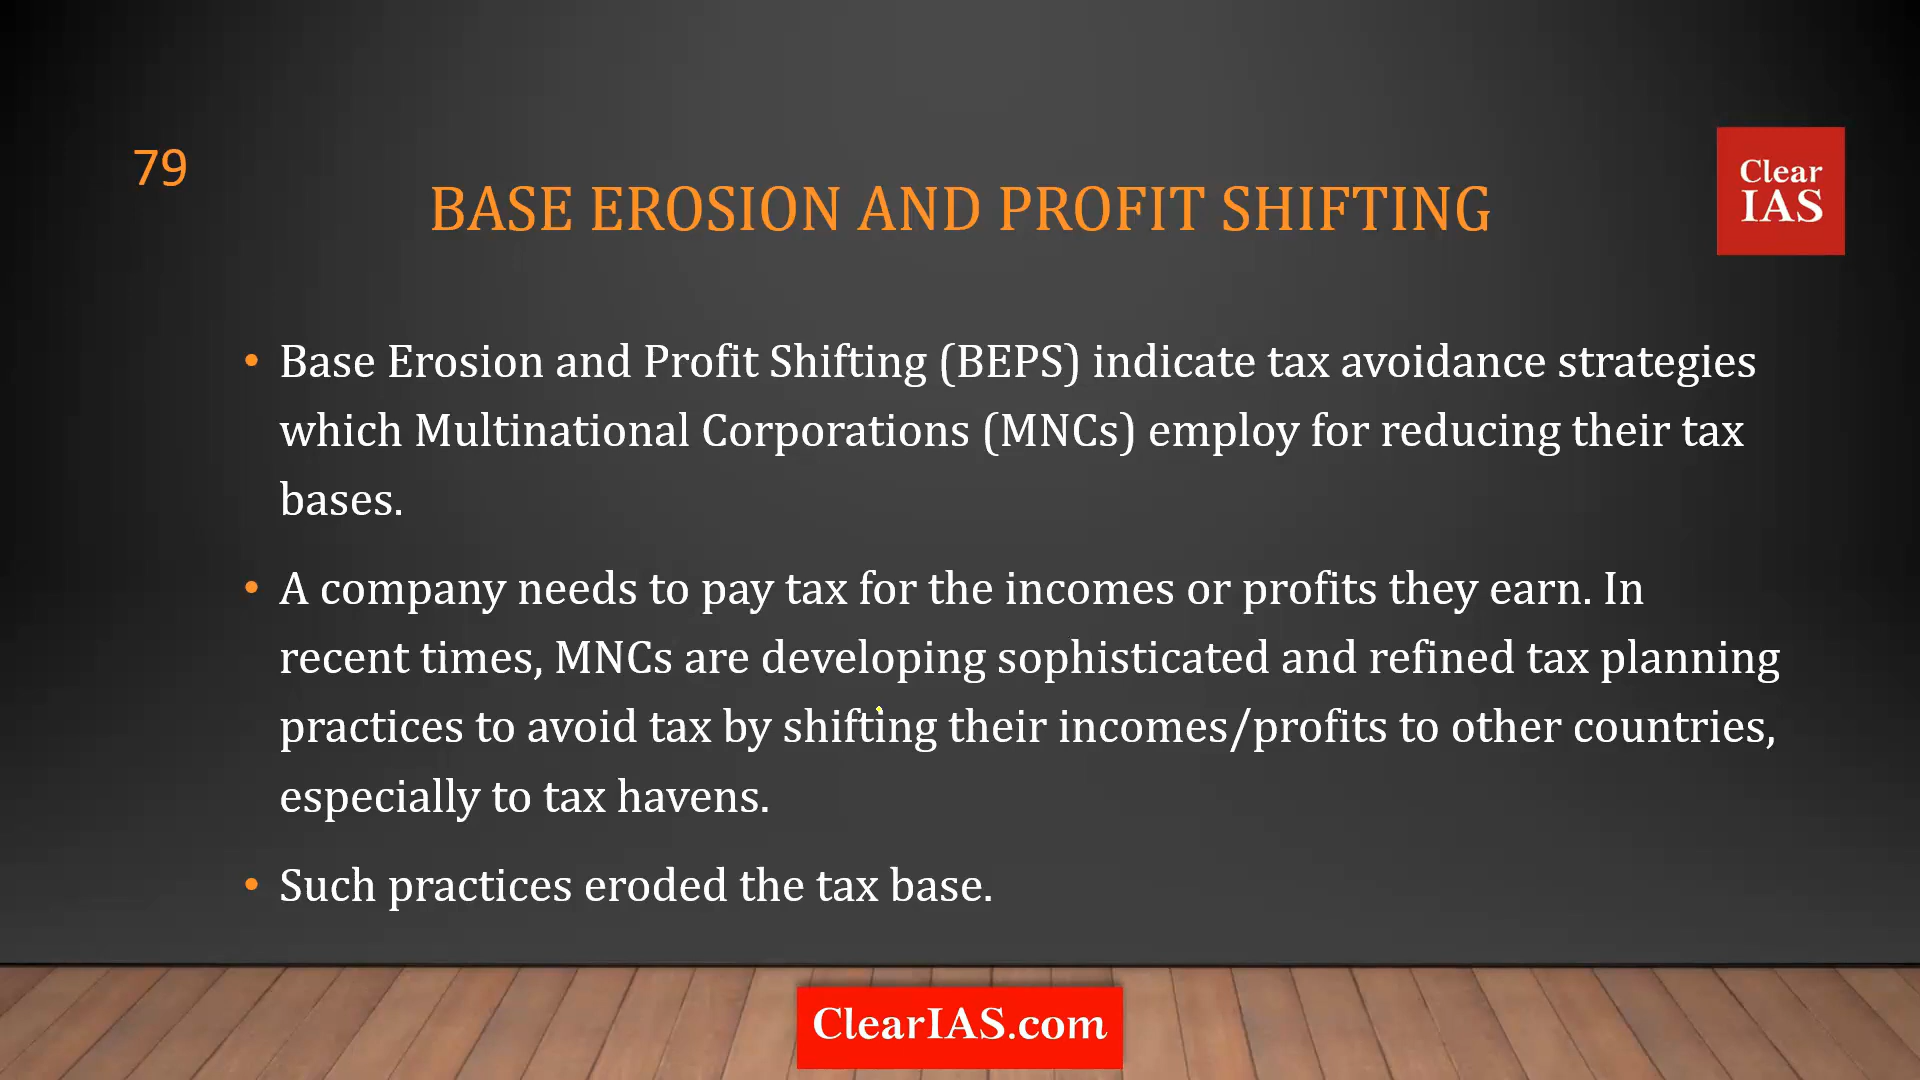 79
Clear
IAS
BASE EROSION AND PROFIT SHIFTING
• Base Erosion and Profit Shifting (BEPS) indicate tax avoidance strategies
which Multinational Corporations (MNCs) employ for reducing their tax
bases.
• A company needs to pay tax for the incomes or profits they earn. In
recent times, MNCs are developing sophisticated and refined tax planning
practices to avoid tax by shifting their incomes/profits to other countries,
especially to tax havens.
• Such practices eroded the tax base.
ClearIAS.com